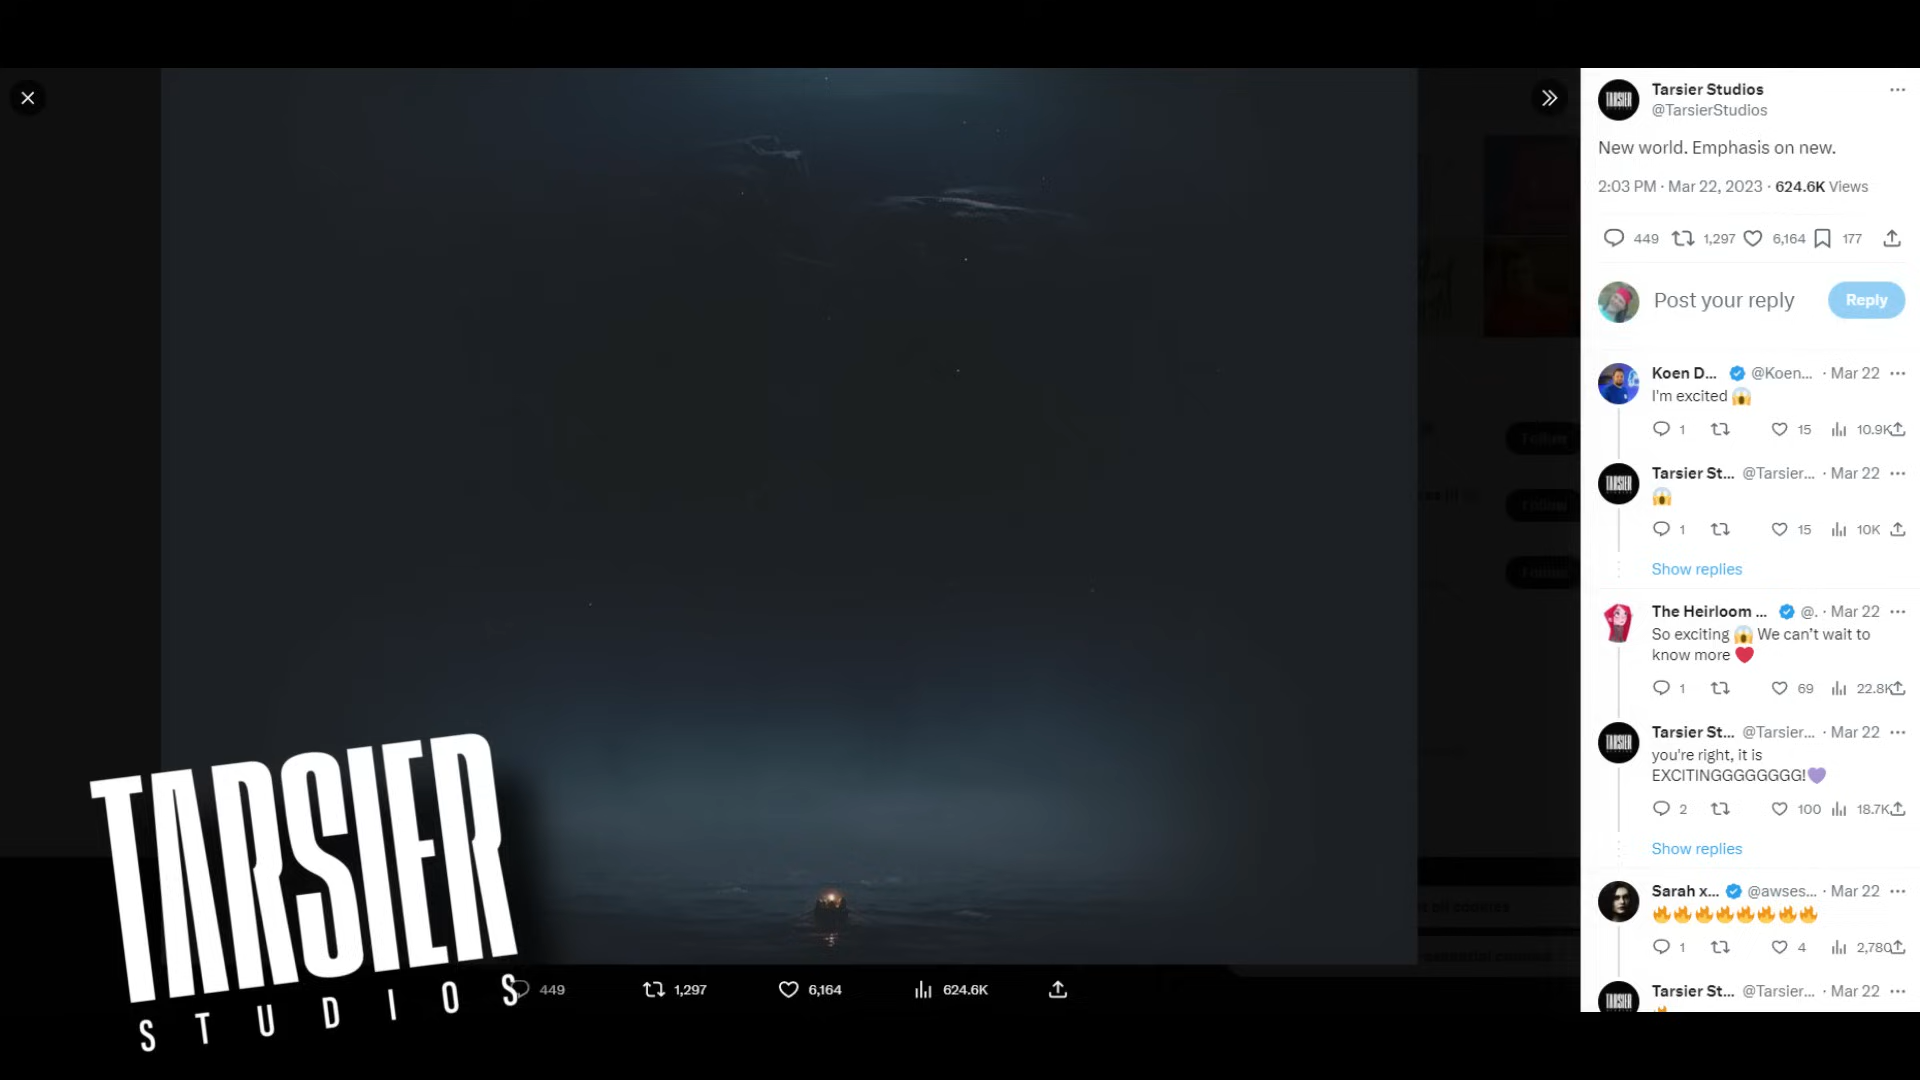 TARSIER
STUDIOS
449 1,297 6,164 624.6K
Tarsier Studios
@TarsierStudios
New world. Emphasis on new.
2:03 PM · Mar 22, 2023 · 624.6K Views
449 1,297 6,164 177
Post your reply Reply
Koen D... @Koen... · Mar 22
I'm excited 😱
1 15 10.9K
Tarsier St... @Tarsier... · Mar 22
😱
1 15 10K
Show replies
The Heirloom ... @. · Mar 22
So exciting 😱 We can't wait to
know more ❤️
1 69 22.8K
Tarsier St... @Tarsier... · Mar 22
you're right, it is
EXCITINGGGGGGGG!💜
2 100 18.7K
Show replies
Sarah x... @awses... · Mar 22
🔥🔥🔥🔥🔥🔥🔥🔥
1 4 2,780
Tarsier St... @Tarsier... · Mar 22